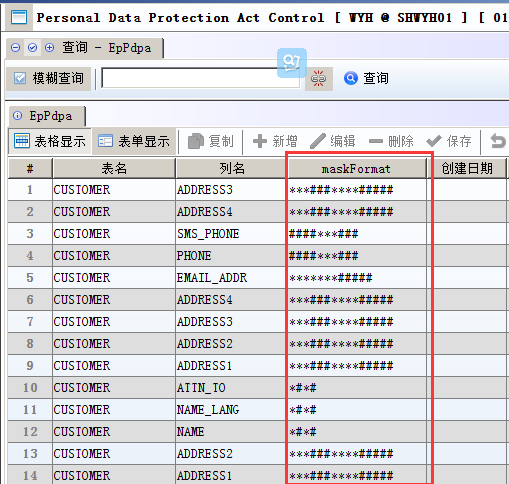 Personal Data Protection Act Control [ WYH @ SHWYH01 ] [ 01
查询 - EpPdpa
模糊查询 查询
EpPdpa
表格显示 表单显示 复制 新增 编辑 删除 保存
# 表名 列名 maskFormat 创建日期
1 CUSTOMER ADDRESS3 ***###****#####
2 CUSTOMER ADDRESS4 ***###****#####
3 CUSTOMER SMS_PHONE ####***###
4 CUSTOMER PHONE ####***###
5 CUSTOMER EMAIL_ADDR *******#####
6 CUSTOMER ADDRESS4 ***###****#####
7 CUSTOMER ADDRESS3 ***###****#####
8 CUSTOMER ADDRESS2 ***###****#####
9 CUSTOMER ADDRESS1 ***###****#####
10 CUSTOMER ATTN_TO *#*#
11 CUSTOMER NAME_LANG *#*#
12 CUSTOMER NAME *#*#
13 CUSTOMER ADDRESS2 ***###****#####
14 CUSTOMER ADDRESS1 ***###****#####